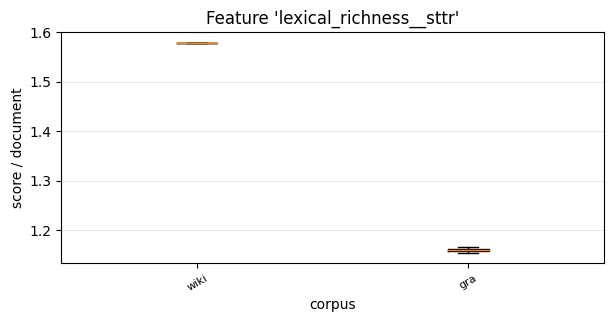 Feature 'lexical_richness__sttr'
1.6
1.5
1.4
1.3
1.2
score / document
wiki
gra
corpus